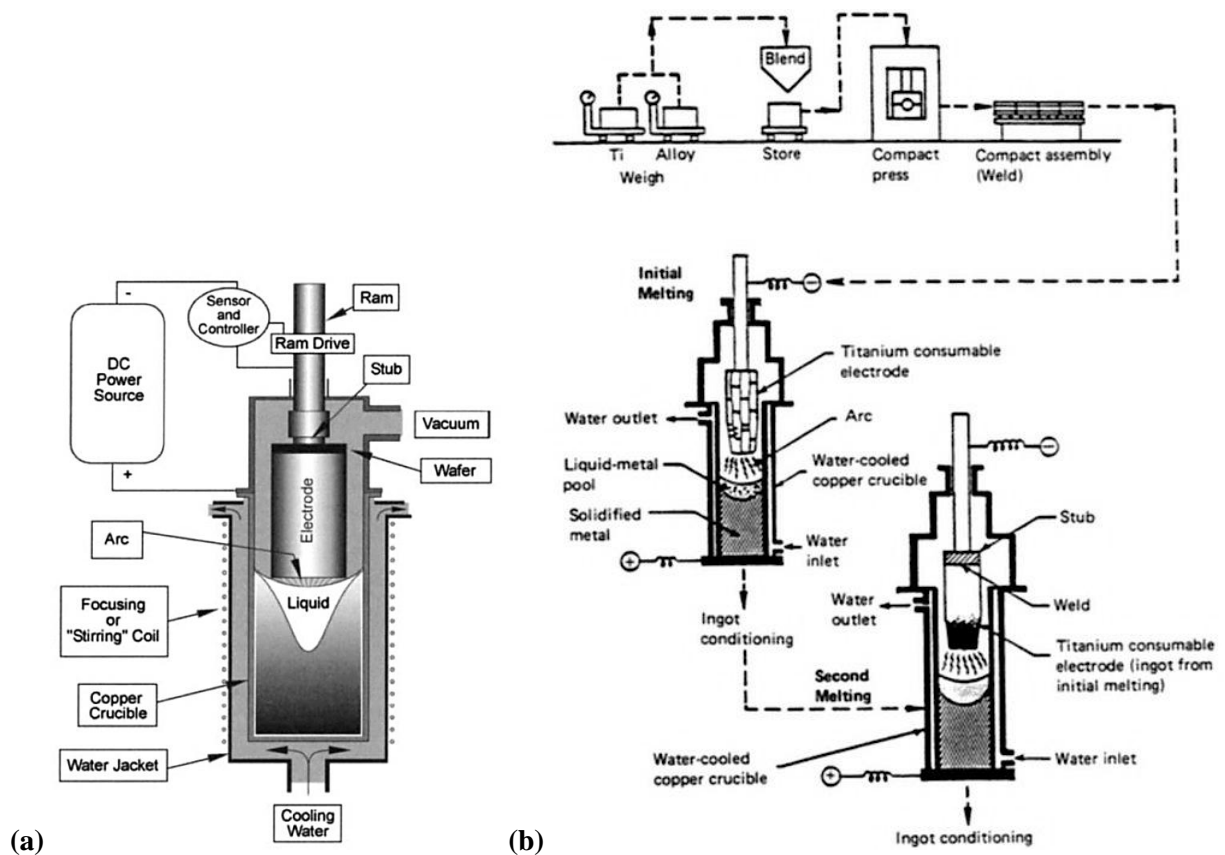 -
Sensor
and
Controller
Ram
Ram Drive
DC
Power
Source
Stub
Vacuum
+
Wafer
Electrode
Arc
Liquid
Focusing
or
"Stirring" Coil
Copper
Crucible
Water Jacket
Cooling
Water
(a)
Blend
Ti
Alloy
Weigh
Store
Compact
press
Compact assembly
(Weld)
Initial
Melting
−
Titanium consumable
electrode
Water outlet
Arc
Liquid-metal
pool
Water-cooled
copper crucible
Solidified
metal
Water
inlet
+
Ingot
conditioning
−
Stub
Water
outlet
Weld
Titanium consumable
electrode (ingot from
initial melting)
Second
Melting
Water-cooled
copper crucible
Water inlet
+
Ingot conditioning
(b)